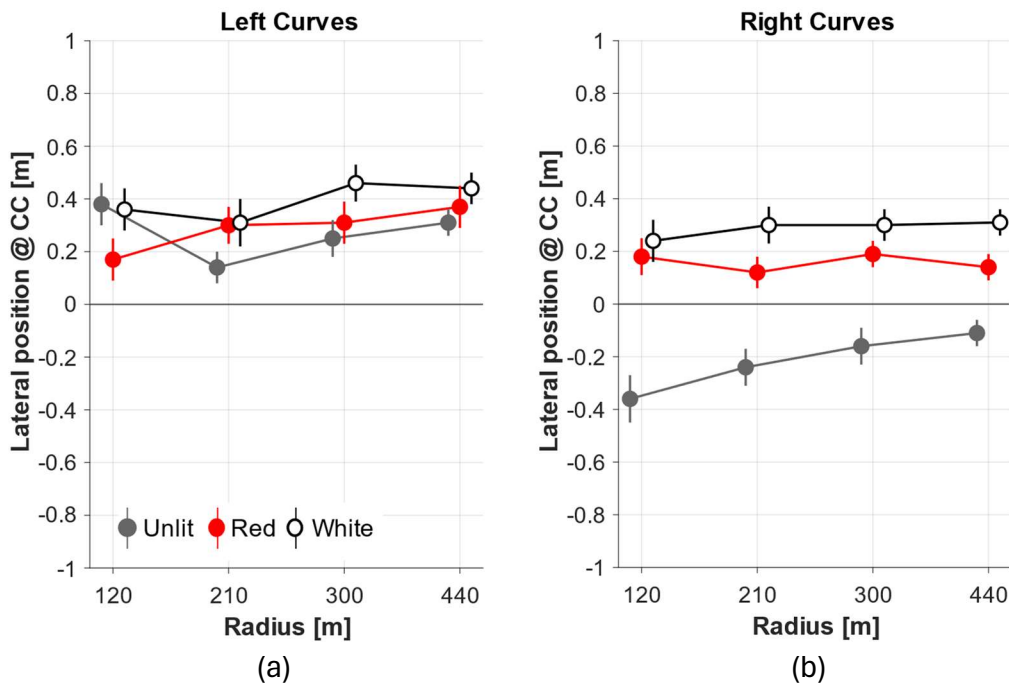 Left Curves
1
0.8
0.6
0.4
0.2
0
-0.2
-0.4
-0.6
-0.8
-1
Lateral position @ CC [m]
Unlit Red White
120 210 300 440
Radius [m]
(a)
Right Curves
1
0.8
0.6
0.4
0.2
0
-0.2
-0.4
-0.6
-0.8
-1
Lateral position @ CC [m]
120 210 300 440
Radius [m]
(b)